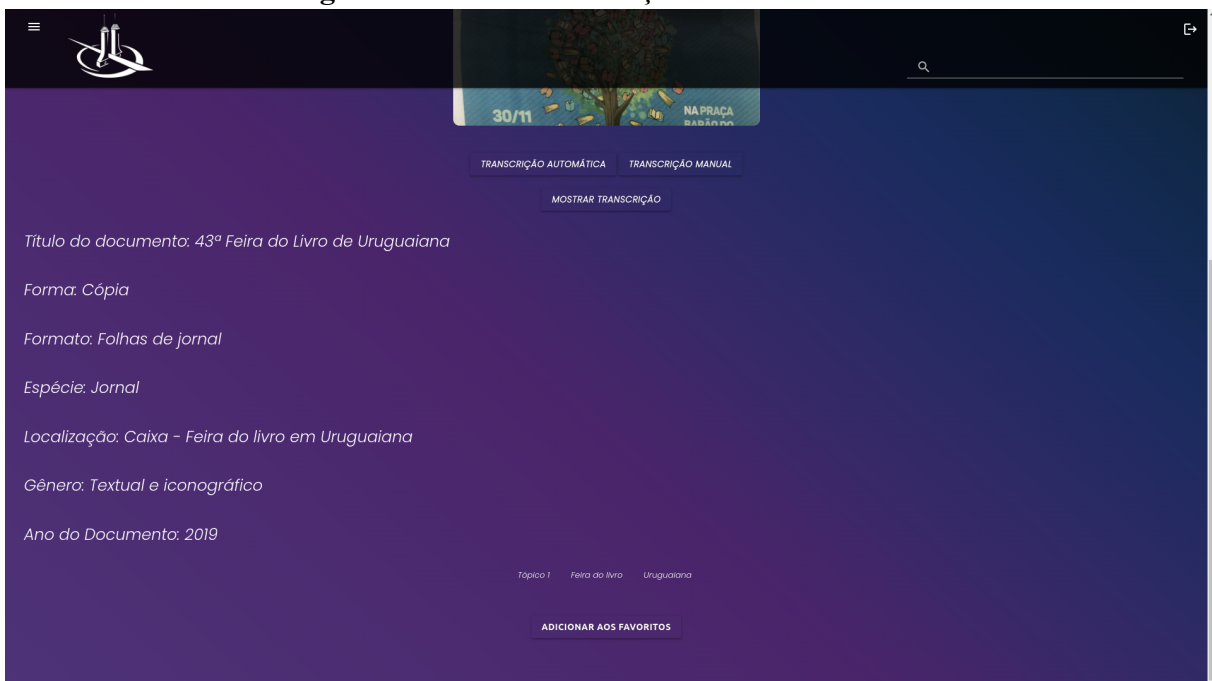 30/11
NA PRAÇA
BARÃO DO
TRANSCRIÇÃO AUTOMÁTICA TRANSCRIÇÃO MANUAL
MOSTRAR TRANSCRIÇÃO
Título do documento: 43ª Feira do Livro de Uruguaiana
Forma: Cópia
Formato: Folhas de jornal
Espécie: Jornal
Localização: Caixa - Feira do livro em Uruguaiana
Gênero: Textual e iconográfico
Ano do Documento: 2019
Tópico 1 Feira do livro Uruguaiana
ADICIONAR AOS FAVORITOS